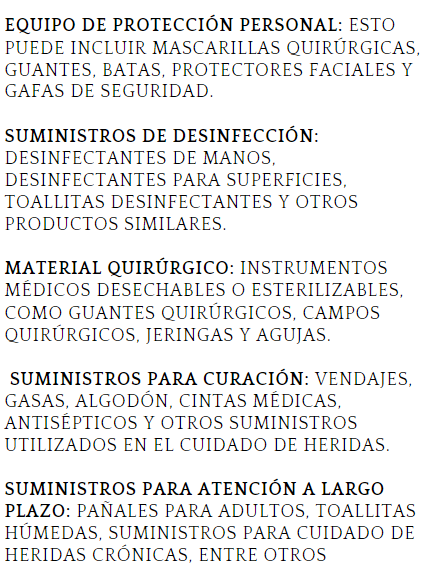 EQUIPO DE PROTECCIÓN PERSONAL: ESTO
PUEDE INCLUIR MASCARILLAS QUIRÚRGICAS,
GUANTES, BATAS, PROTECTORES FACIALES Y
GAFAS DE SEGURIDAD.
SUMINISTROS DE DESINFECCIÓN:
DESINFECTANTES DE MANOS,
DESINFECTANTES PARA SUPERFICIES,
TOALLITAS DESINFECTANTES Y OTROS
PRODUCTOS SIMILARES.
MATERIAL QUIRÚRGICO: INSTRUMENTOS
MÉDICOS DESECHABLES O ESTERILIZABLES,
COMO GUANTES QUIRÚRGICOS, CAMPOS
QUIRÚRGICOS, JERINGAS Y AGUJAS.
SUMINISTROS PARA CURACIÓN: VENDAJES,
GASAS, ALGODÓN, CINTAS MÉDICAS,
ANTISÉPTICOS Y OTROS SUMINISTROS
UTILIZADOS EN EL CUIDADO DE HERIDAS.
SUMINISTROS PARA ATENCIÓN A LARGO
PLAZO: PAÑALES PARA ADULTOS, TOALLITAS
HÚMEDAS, SUMINISTROS PARA CUIDADO DE
HERIDAS CRÓNICAS, ENTRE OTROS